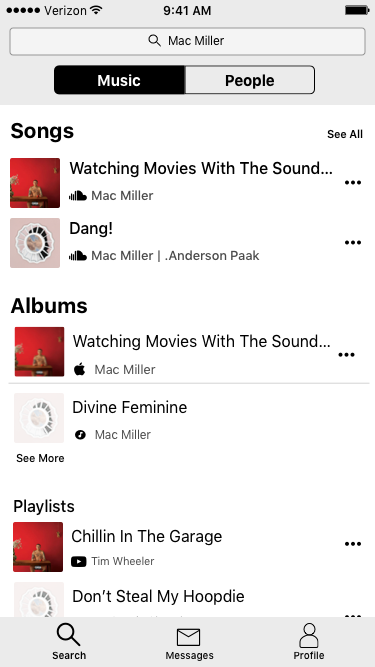 Verizon 9:41 AM
Mac Miller
Music People
Songs See All
Watching Movies With The Sound...
Mac Miller
Dang!
Mac Miller | .Anderson Paak
Albums
Watching Movies With The Sound...
Mac Miller
Divine Feminine
Mac Miller
See More
Playlists
Chillin In The Garage
Tim Wheeler
Don’t Steal My Hoopdie
Search Messages Profile